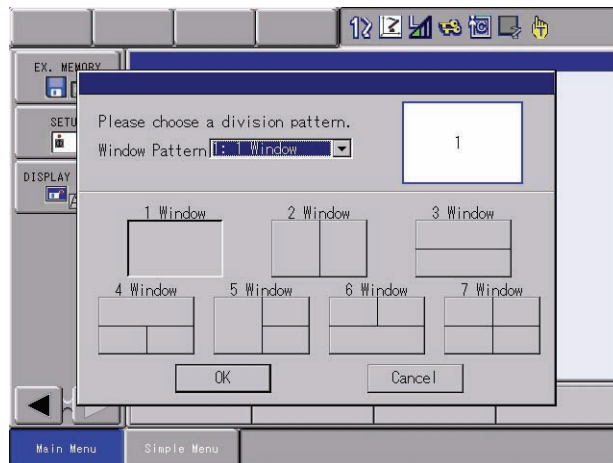 EX. MEMORY
SETU
DISPLAY
Please choose a division pattern.
Window Pattern 1: 1 Window
1
1 Window 2 Window 3 Window
4 Window 5 Window 6 Window 7 Window
OK Cancel
Main Menu Simple Menu